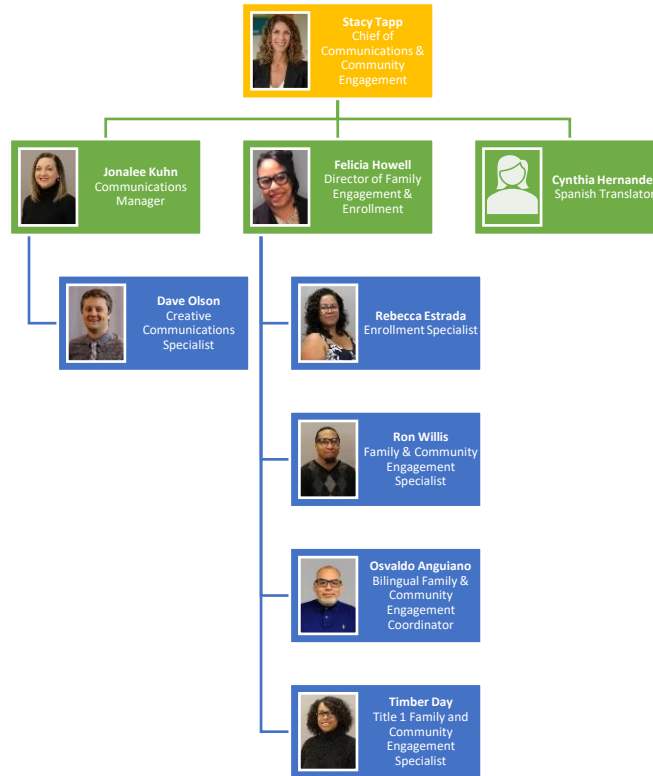 Stacy Tapp
Chief of
Communications &
Community
Engagement
Jonalee Kuhn
Communications
Manager
Felicia Howell
Director of Family
Engagement &
Enrollment
Cynthia Hernande
Spanish Translator
Dave Olson
Creative
Communications
Specialist
Rebecca Estrada
Enrollment Specialist
Ron Willis
Family & Community
Engagement
Specialist
Osvaldo Anguiano
Bilingual Family &
Community
Engagement
Coordinator
Timber Day
Title 1 Family and
Community
Engagement
Specialist